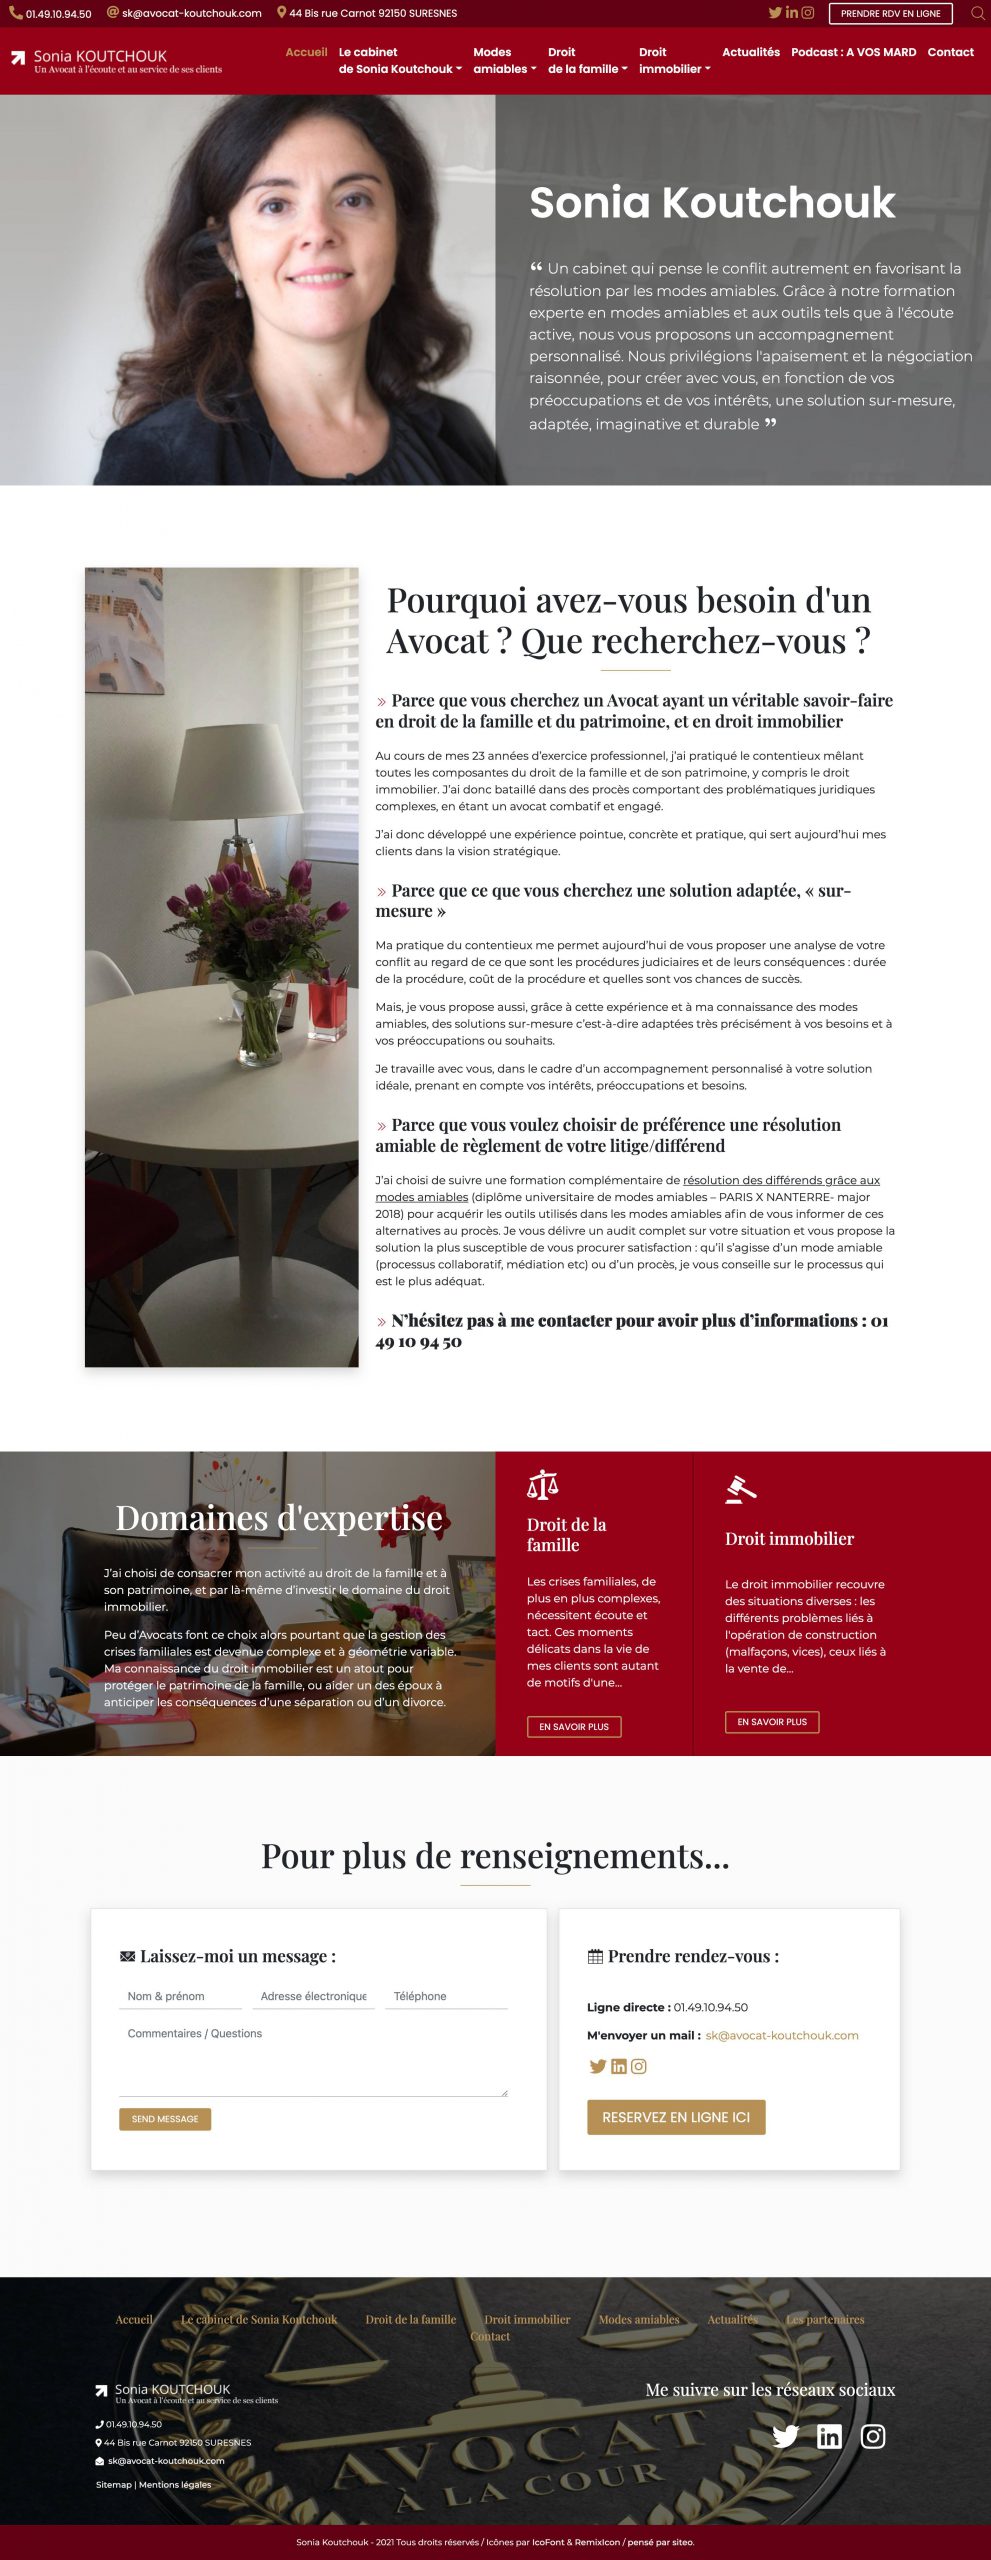 01.49.10.94.50 sk@avocat-koutchouk.com 44 Bis rue Carnot 92150 SURESNES PRENDRE RDV EN LIGNE
Sonia KOUTCHOUK
Un Avocat à l'écoute et au service de ses clients
Accueil Le cabinet de Sonia Koutchouk Modes amiables Droit de la famille Droit immobilier Actualités Podcast : A VOS MARD Contact
Sonia Koutchouk
“ Un cabinet qui pense le conflit autrement en favorisant la
résolution par les modes amiables. Grâce à notre formation
experte en modes amiables et aux outils tels que à l'écoute
active, nous vous proposons un accompagnement
personnalisé. Nous privilégions l'apaisement et la négociation
raisonnée, pour créer avec vous, en fonction de vos
préoccupations et de vos intérêts, une solution sur-mesure,
adaptée, imaginative et durable ”
Pourquoi avez-vous besoin d'un
Avocat ? Que recherchez-vous ?
» Parce que vous cherchez un Avocat ayant un véritable savoir-faire
en droit de la famille et du patrimoine, et en droit immobilier
Au cours de mes 23 années d’exercice professionnel, j’ai pratiqué le contentieux mêlant
toutes les composantes du droit de la famille et de son patrimoine, y compris le droit
immobilier. J’ai donc bataillé dans des procès comportant des problématiques juridiques
complexes, en étant un avocat combatif et engagé.
J’ai donc développé une expérience pointue, concrète et pratique, qui sert aujourd’hui mes
clients dans la vision stratégique.
» Parce que ce que vous cherchez une solution adaptée, « sur-
mesure »
Ma pratique du contentieux me permet aujourd’hui de vous proposer une analyse de votre
conflit au regard de ce que sont les procédures judiciaires et de leurs conséquences : durée
de la procédure, coût de la procédure et quelles sont vos chances de succès.
Mais, je vous propose aussi, grâce à cette expérience et à ma connaissance des modes
amiables, des solutions sur-mesure c’est-à-dire adaptées très précisément à vos besoins et à
vos préoccupations ou souhaits.
Je travaille avec vous, dans le cadre d’un accompagnement personnalisé à votre solution
idéale, prenant en compte vos intérêts, préoccupations et besoins.
» Parce que vous voulez choisir de préférence une résolution
amiable de règlement de votre litige/différend
J’ai choisi de suivre une formation complémentaire de résolution des différends grâce aux
modes amiables (diplôme universitaire de modes amiables – PARIS X NANTERRE- major
2018) pour acquérir les outils utilisés dans les modes amiables afin de vous informer de ces
alternatives au procès. Je vous délivre un audit complet sur votre situation et vous propose la
solution la plus susceptible de vous procurer satisfaction : qu’il s’agisse d’un mode amiable
(processus collaboratif, médiation etc) ou d’un procès, je vous conseille sur le processus qui
est le plus adéquat.
» N’hésitez pas à me contacter pour avoir plus d’informations : 01
49 10 94 50
Domaines d'expertise
J’ai choisi de consacrer mon activité au droit de la famille et à
son patrimoine, et par là-même d’investir le domaine du droit
immobilier.
Peu d’Avocats font ce choix alors pourtant que la gestion des
crises familiales est devenue complexe et à géométrie variable.
Ma connaissance du droit immobilier est un atout pour
protéger le patrimoine de la famille, ou aider un des époux à
anticiper les conséquences d’une séparation ou d’un divorce.
Droit de la
famille
Les crises familiales, de
plus en plus complexes,
nécessitent écoute et
tact. Ces moments
délicats dans la vie de
mes clients sont autant
de motifs d'une...
EN SAVOIR PLUS
Droit immobilier
Le droit immobilier recouvre
des situations diverses : les
différents problèmes liés à
l'opération de construction
(malfaçons, vices), ceux liés à
la vente de...
EN SAVOIR PLUS
Pour plus de renseignements...
Laissez-moi un message :
Nom & prénom Adresse électronique Téléphone
Commentaires / Questions
SEND MESSAGE
Prendre rendez-vous :
Ligne directe : 01.49.10.94.50
M'envoyer un mail : sk@avocat-koutchouk.com
RESERVEZ EN LIGNE ICI
Accueil Le cabinet de Sonia Koutchouk Droit de la famille Droit immobilier Modes amiables Actualités Les partenaires
Contact
Sonia KOUTCHOUK
Un Avocat à l'écoute et au service de ses clients
01.49.10.94.50
44 Bis rue Carnot 92150 SURESNES
sk@avocat-koutchouk.com
Sitemap | Mentions légales
Me suivre sur les réseaux sociaux
AVOCAT
À LA COUR
Sonia Koutchouk - 2021 Tous droits réservés / Icônes par IcoFont & RemixIcon / pensé par siteo.